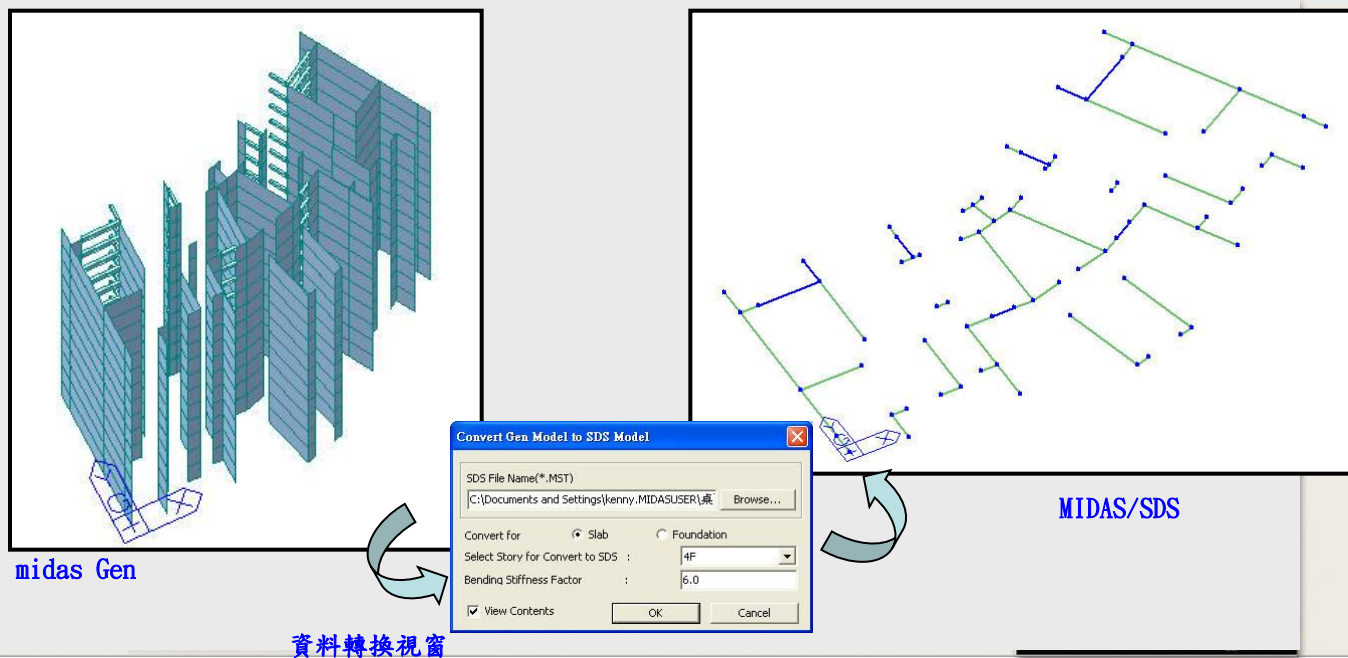 midas Gen
Convert Gen Model to SDS Model
SDS File Name(*.MST)
C:\Documents and Settings\kenny.MIDASUSER\桌
Browse...
Convert for
Slab
Foundation
Select Story for Convert to SDS :
4F
Bending Stiffness Factor :
6.0
View Contents
OK
Cancel
資料轉換視窗
MIDAS/SDS
X
X